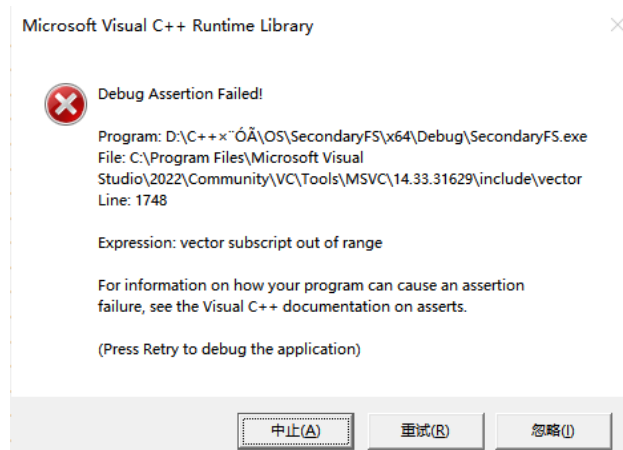 Microsoft Visual C++ Runtime Library
Debug Assertion Failed!
Program: D:\C++×¨ÓÃ\OS\SecondaryFS\x64\Debug\SecondaryFS.exe
File: C:\Program Files\Microsoft Visual
Studio\2022\Community\VC\Tools\MSVC\14.33.31629\include\vector
Line: 1748
Expression: vector subscript out of range
For information on how your program can cause an assertion
failure, see the Visual C++ documentation on asserts.
(Press Retry to debug the application)
中止(A)
重试(R)
忽略(I)